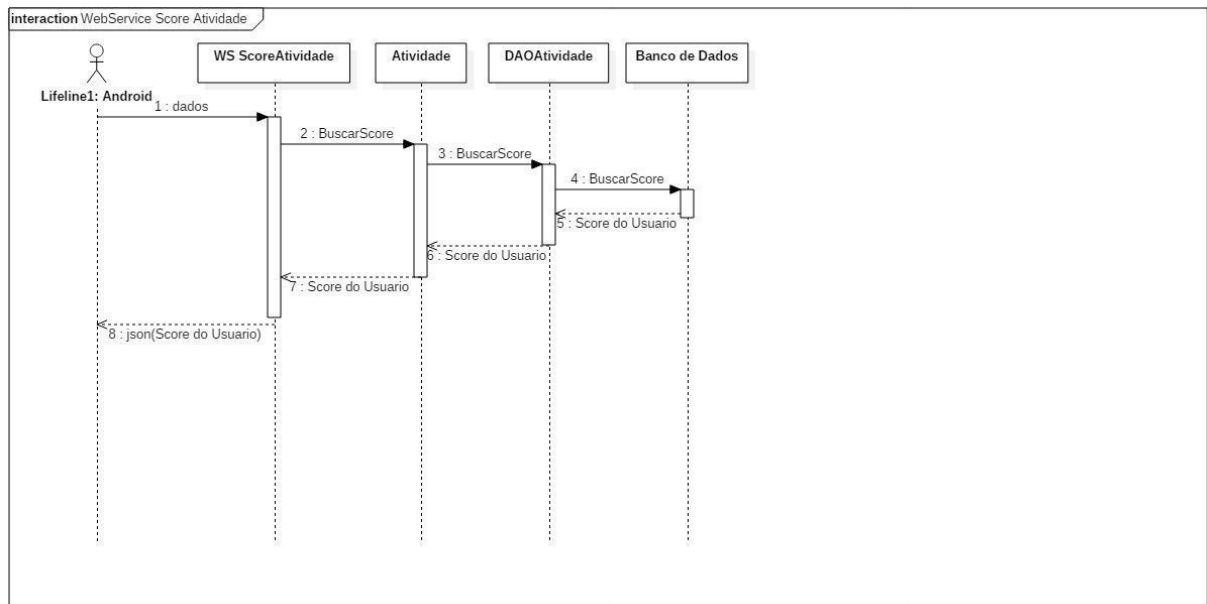 interaction WebService Score Atividade
WS ScoreAtividade
Atividade
DAOAtividade
Banco de Dados
Lifeline1: Android
1 : dados
2 : BuscarScore
3 : BuscarScore
4 : BuscarScore
5 : Score do Usuario
6 : Score do Usuario
7 : Score do Usuario
8 : json(Score do Usuario)